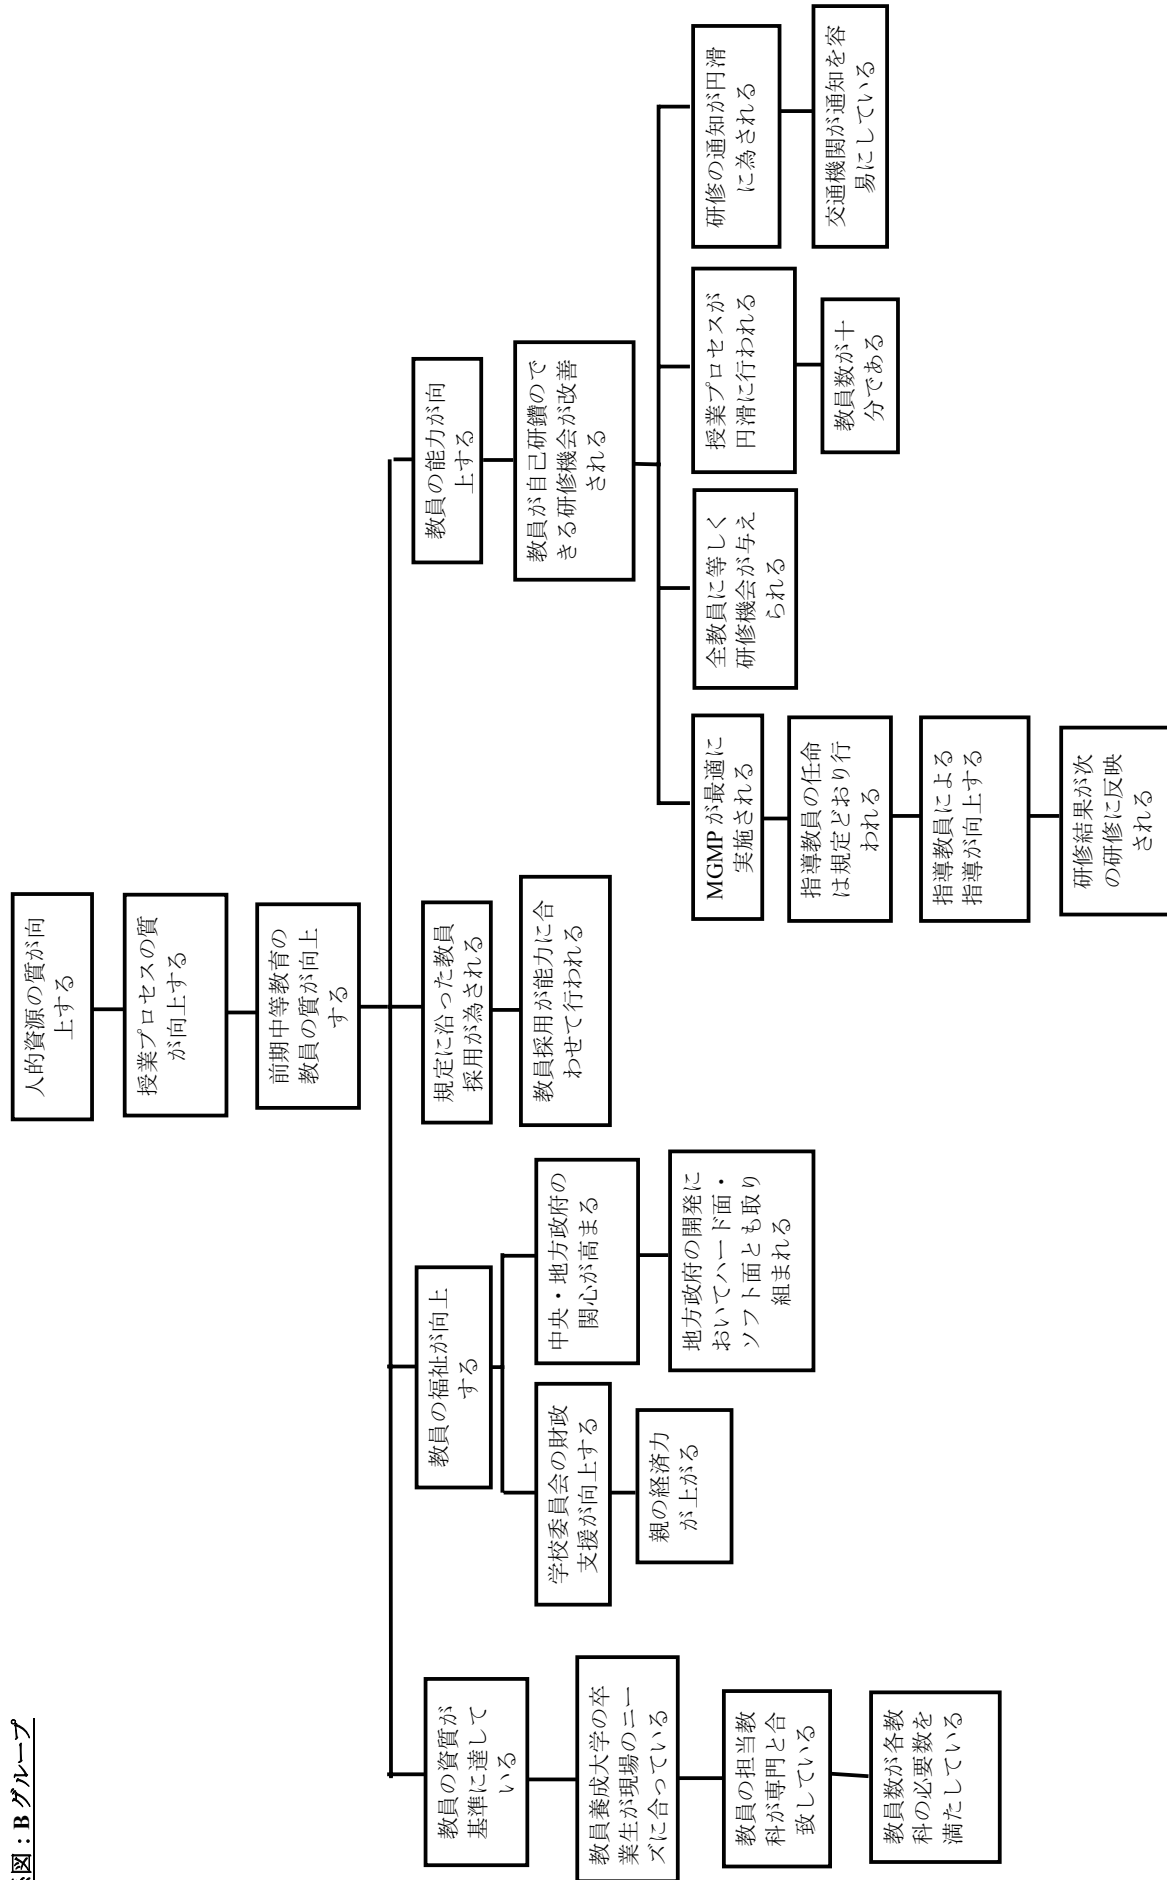 系図：B グループ
人的資源の質が向
上する
授業プロセスの質
が向上する
前期中等教育の
教員の質が向上
する
教員の資質が
基準に達して
いる
教員養成大学の卒
業生が現場のニー
ズに合っている
教員の担当教
科が専門と合
致している
教員数が各教
科の必要数を
満たしている
教員の福祉が向上
する
学校委員会の財政
支援が向上する
親の経済力
が上がる
中央・地方政府の
関心が高まる
地方政府の開発に
おいてハード面・
ソフト面とも取り
組まれる
規定に沿った教員
採用が為される
教員採用が能力に合
わせて行われる
教員の能力が向
上する
教員が自己研鑽ので
きる研修機会が改善
される
MGMP が最適に
実施される
指導教員の任命
は規定どおり行
われる
指導教員による
指導が向上する
研修結果が次
の研修に反映
される
全教員に等しく
研修機会が与え
られる
授業プロセスが
円滑に行われる
教員数が十
分である
研修の通知が円滑
に為される
交通機関が通知を容
易にしている